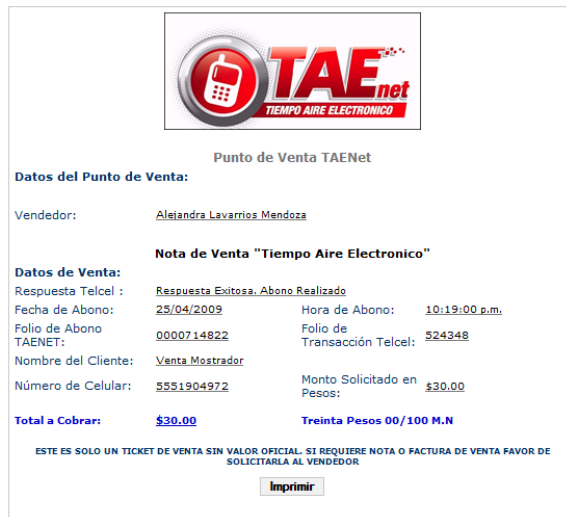 TAE
net
TIEMPO AIRE ELECTRONICO
Punto de Venta TAENet
Datos del Punto de Venta:
Vendedor: Alejandra Lavarrios Mendoza
Nota de Venta "Tiempo Aire Electronico"
Datos de Venta:
Respuesta Telcel : Respuesta Exitosa. Abono Realizado
Fecha de Abono: 25/04/2009 Hora de Abono: 10:19:00 p.m.
Folio de Abono
TAENET: 0000714822 Folio de
Transacción Telcel: 524348
Nombre del Cliente: Venta Mostrador
Número de Celular: 5551904972 Monto Solicitado en
Pesos: $30.00
Total a Cobrar: $30.00 Treinta Pesos 00/100 M.N
ESTE ES SOLO UN TICKET DE VENTA SIN VALOR OFICIAL. SI REQUIERE NOTA O FACTURA DE VENTA FAVOR DE
SOLICITARLA AL VENDEDOR
Imprimir